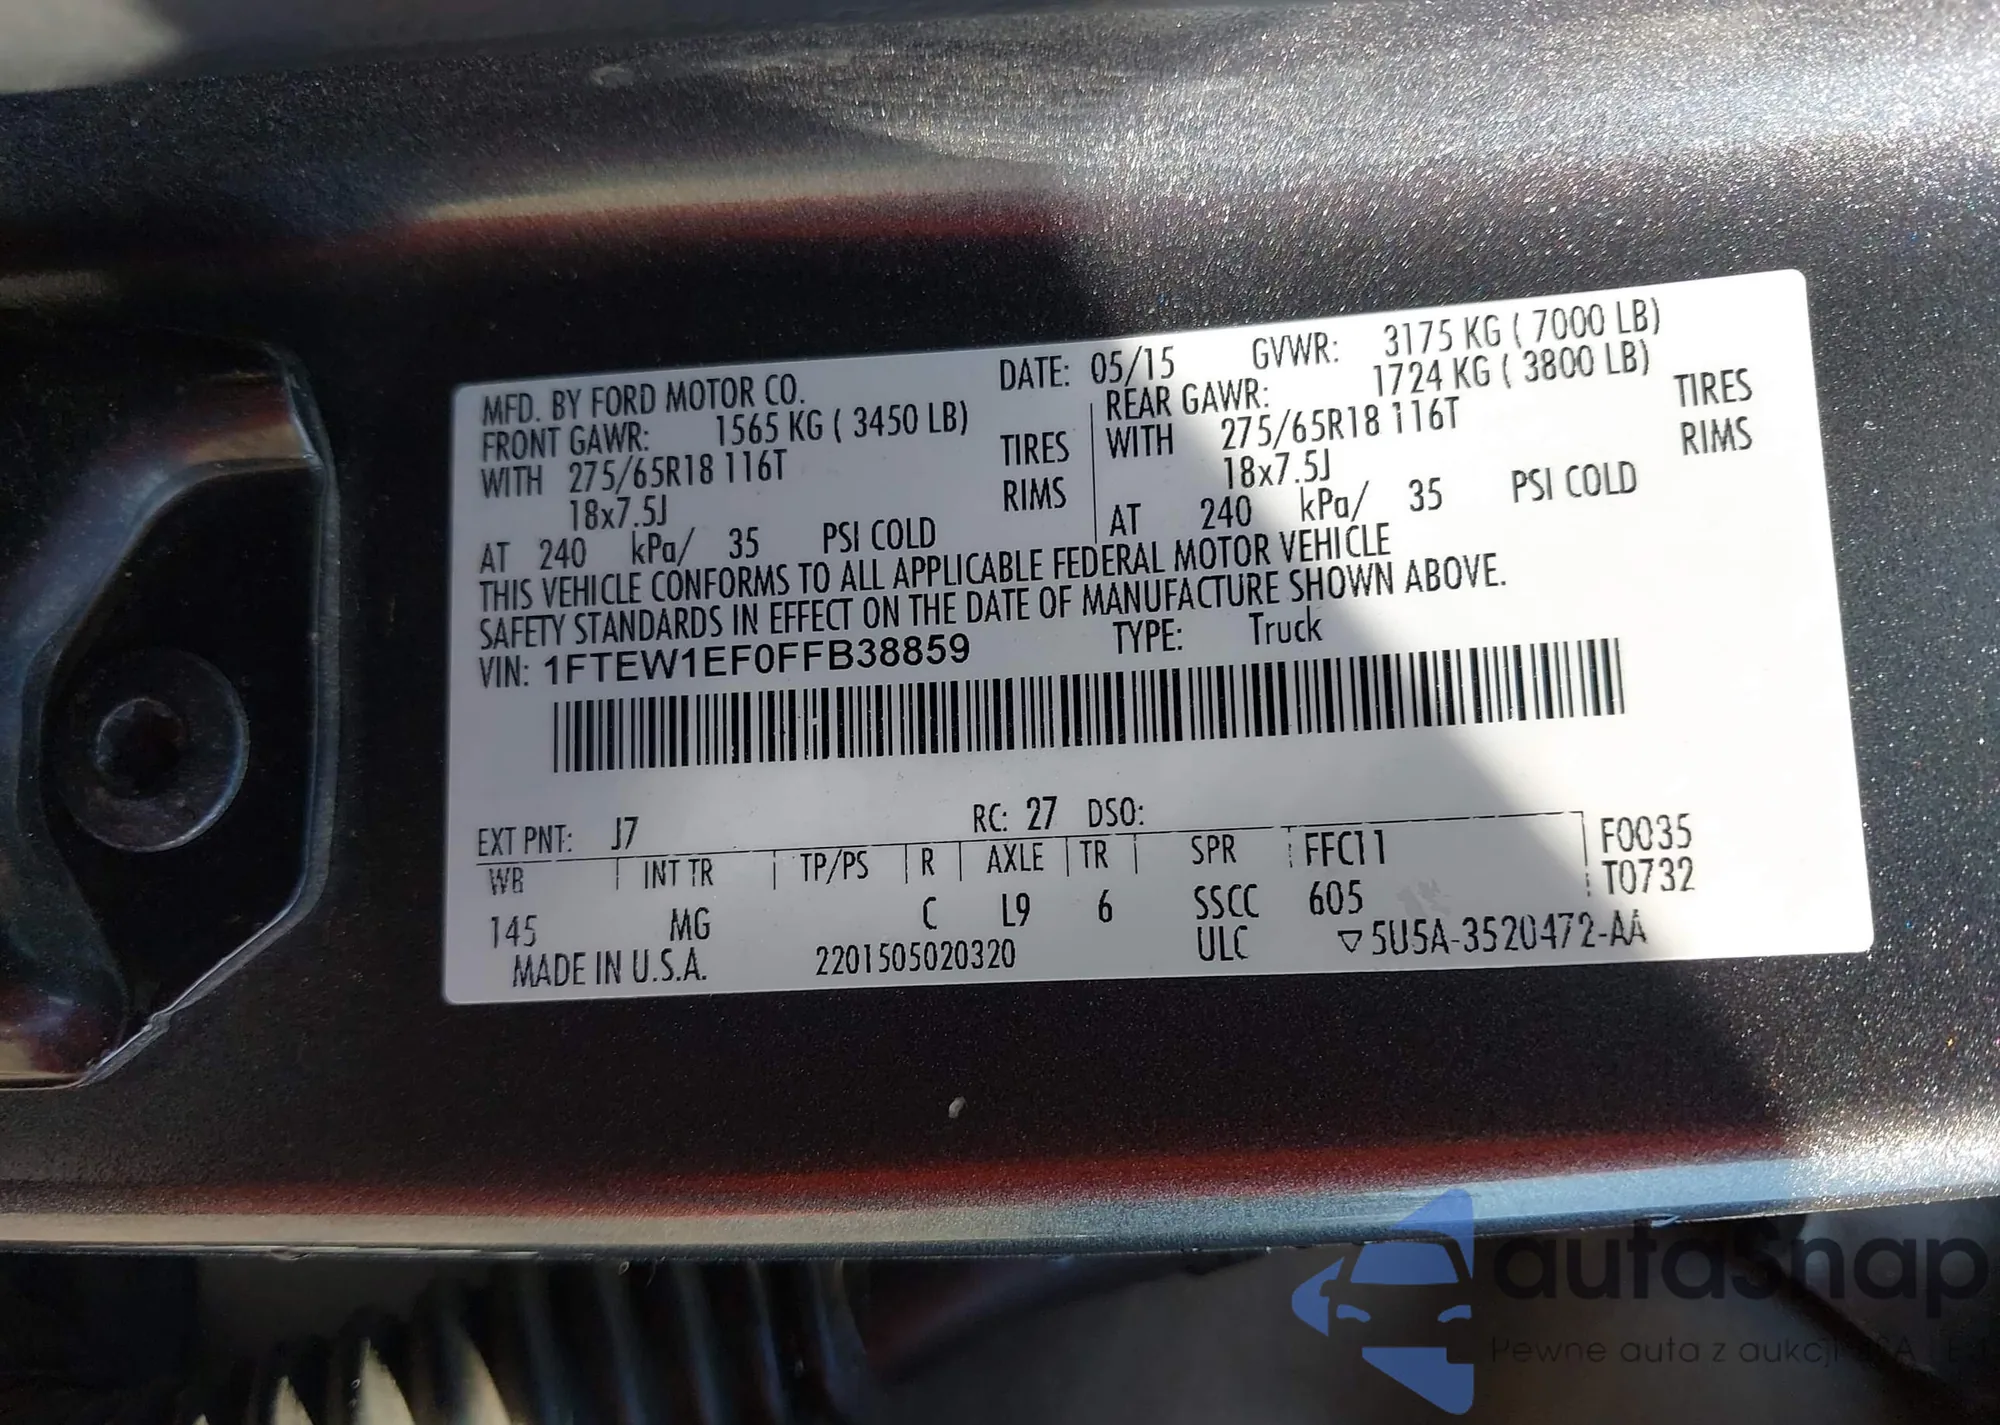 MFD. BY FORD MOTOR CO. DATE: 05/15 GVWR: 3175 KG ( 7000 LB)
FRONT GAWR: 1565 KG ( 3450 LB) REAR GAWR: 1724 KG ( 3800 LB)
WITH 275/65R18 116T TIRES WITH 275/65R18 116T TIRES
18x7.5J RIMS 18x7.5J RIMS
AT 240 kPa/ 35 PSI COLD AT 240 kPa/ 35 PSI COLD
THIS VEHICLE CONFORMS TO ALL APPLICABLE FEDERAL MOTOR VEHICLE
SAFETY STANDARDS IN EFFECT ON THE DATE OF MANUFACTURE SHOWN ABOVE.
VIN: 1FTEW1EF0FFB38859 TYPE: Truck
EXT PNT: J7 RC: 27 DSO:
WB INT TR TP/PS R AXLE TR SPR FFC11 F0035
T0732
145 MG C L9 6 SSCC 605
MADE IN U.S.A. 2201505020320 ULC ▽5U5A-3520472-AA
autasnap
Pewne auta z aukcji